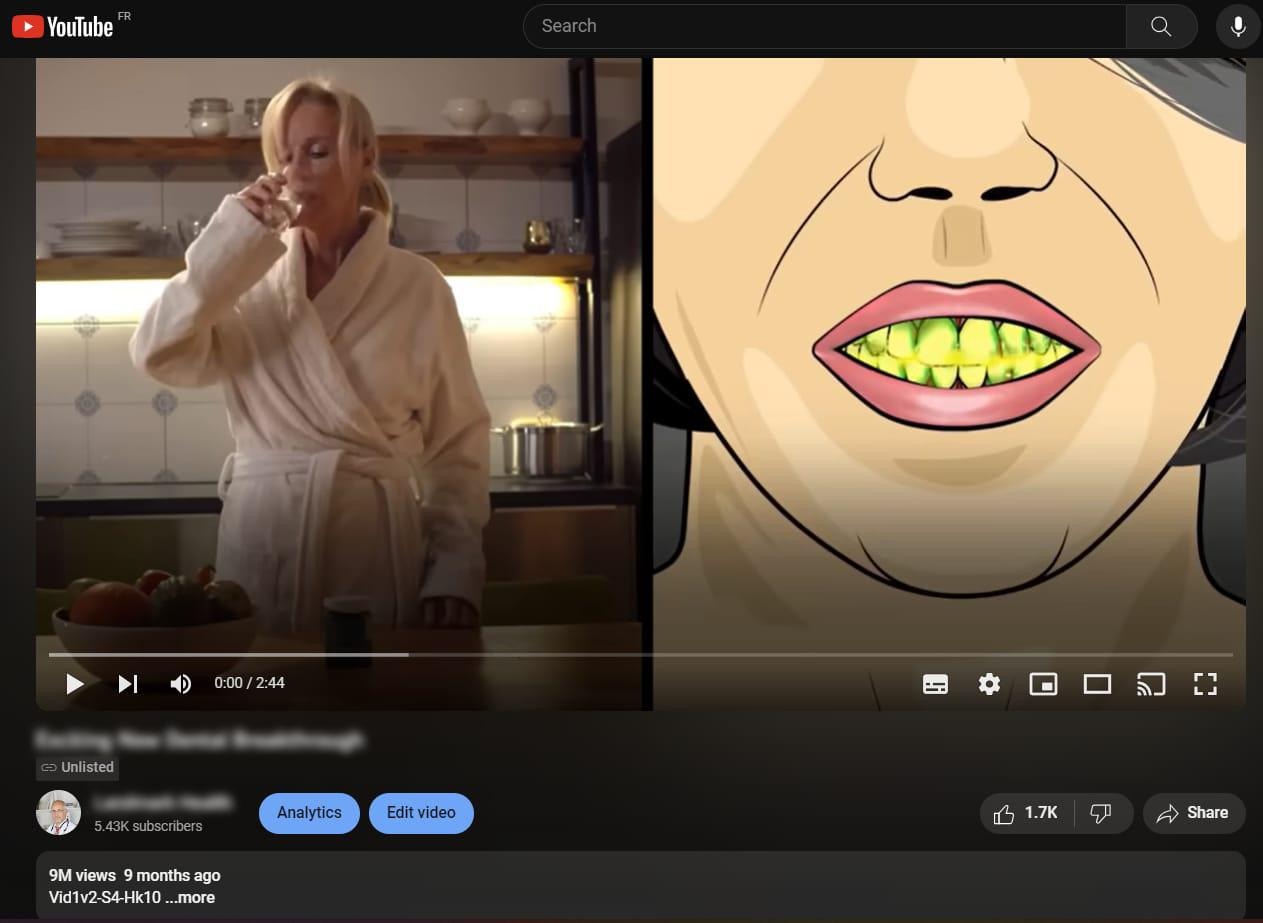 YouTube FR
Search
0:00 / 2:44
Unlisted
5.43K subscribers
Analytics
Edit video
1.7K
Share
9M views 9 months ago
Vid1v2-S4-Hk10 ...more